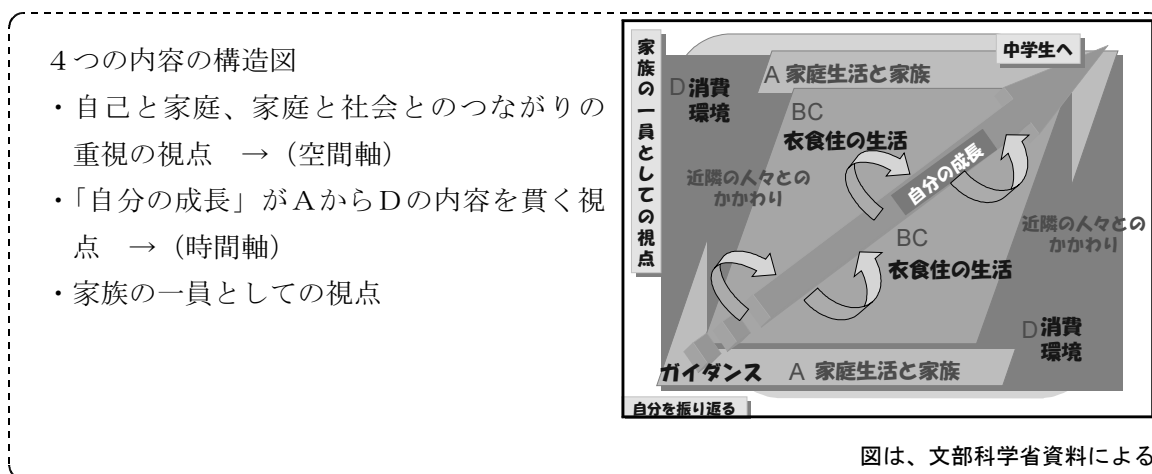 4つの内容の構造図
・自己と家庭、家庭と社会とのつながりの
重視の視点 → (空間軸)
・「自分の成長」がAからDの内容を貫く視
点 → (時間軸)
・家族の一員としての視点
家族の一員としての視点
中学生へ
D消費
環境
A 家庭生活と家族
BC
衣食住の生活
自分の成長
近隣の人々との
かかわり
近隣の人々との
かかわり
BC
衣食住の生活
D消費
環境
ガイダンス
A 家庭生活と家族
自分を振り返る
図は、文部科学省資料による